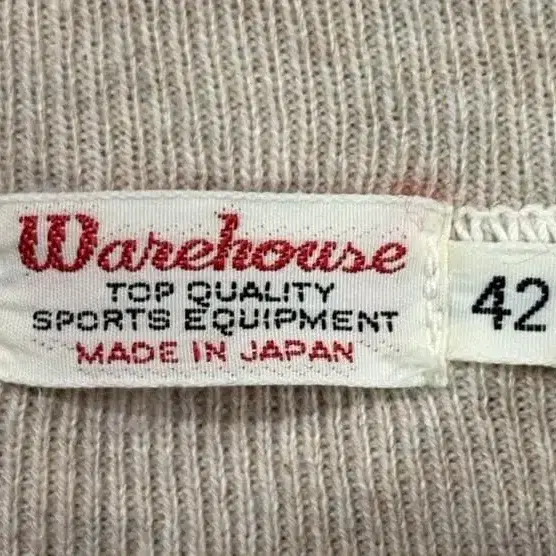 Warehouse
TOP QUALITY
SPORTS EQUIPMENT
MADE IN JAPAN
42